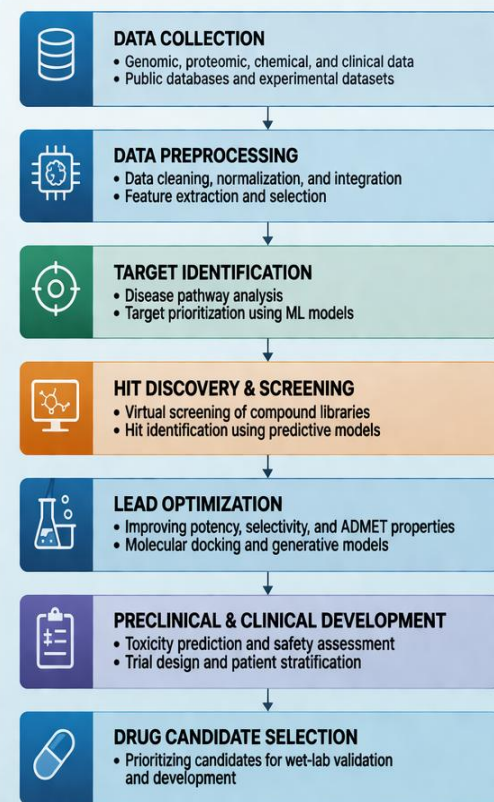 DATA COLLECTION
• Genomic, proteomic, chemical, and clinical data
• Public databases and experimental datasets
DATA PREPROCESSING
• Data cleaning, normalization, and integration
• Feature extraction and selection
TARGET IDENTIFICATION
• Disease pathway analysis
• Target prioritization using ML models
HIT DISCOVERY & SCREENING
• Virtual screening of compound libraries
• Hit identification using predictive models
LEAD OPTIMIZATION
• Improving potency, selectivity, and ADMET properties
• Molecular docking and generative models
PRECLINICAL & CLINICAL DEVELOPMENT
• Toxicity prediction and safety assessment
• Trial design and patient stratification
DRUG CANDIDATE SELECTION
• Prioritizing candidates for wet-lab validation
and development